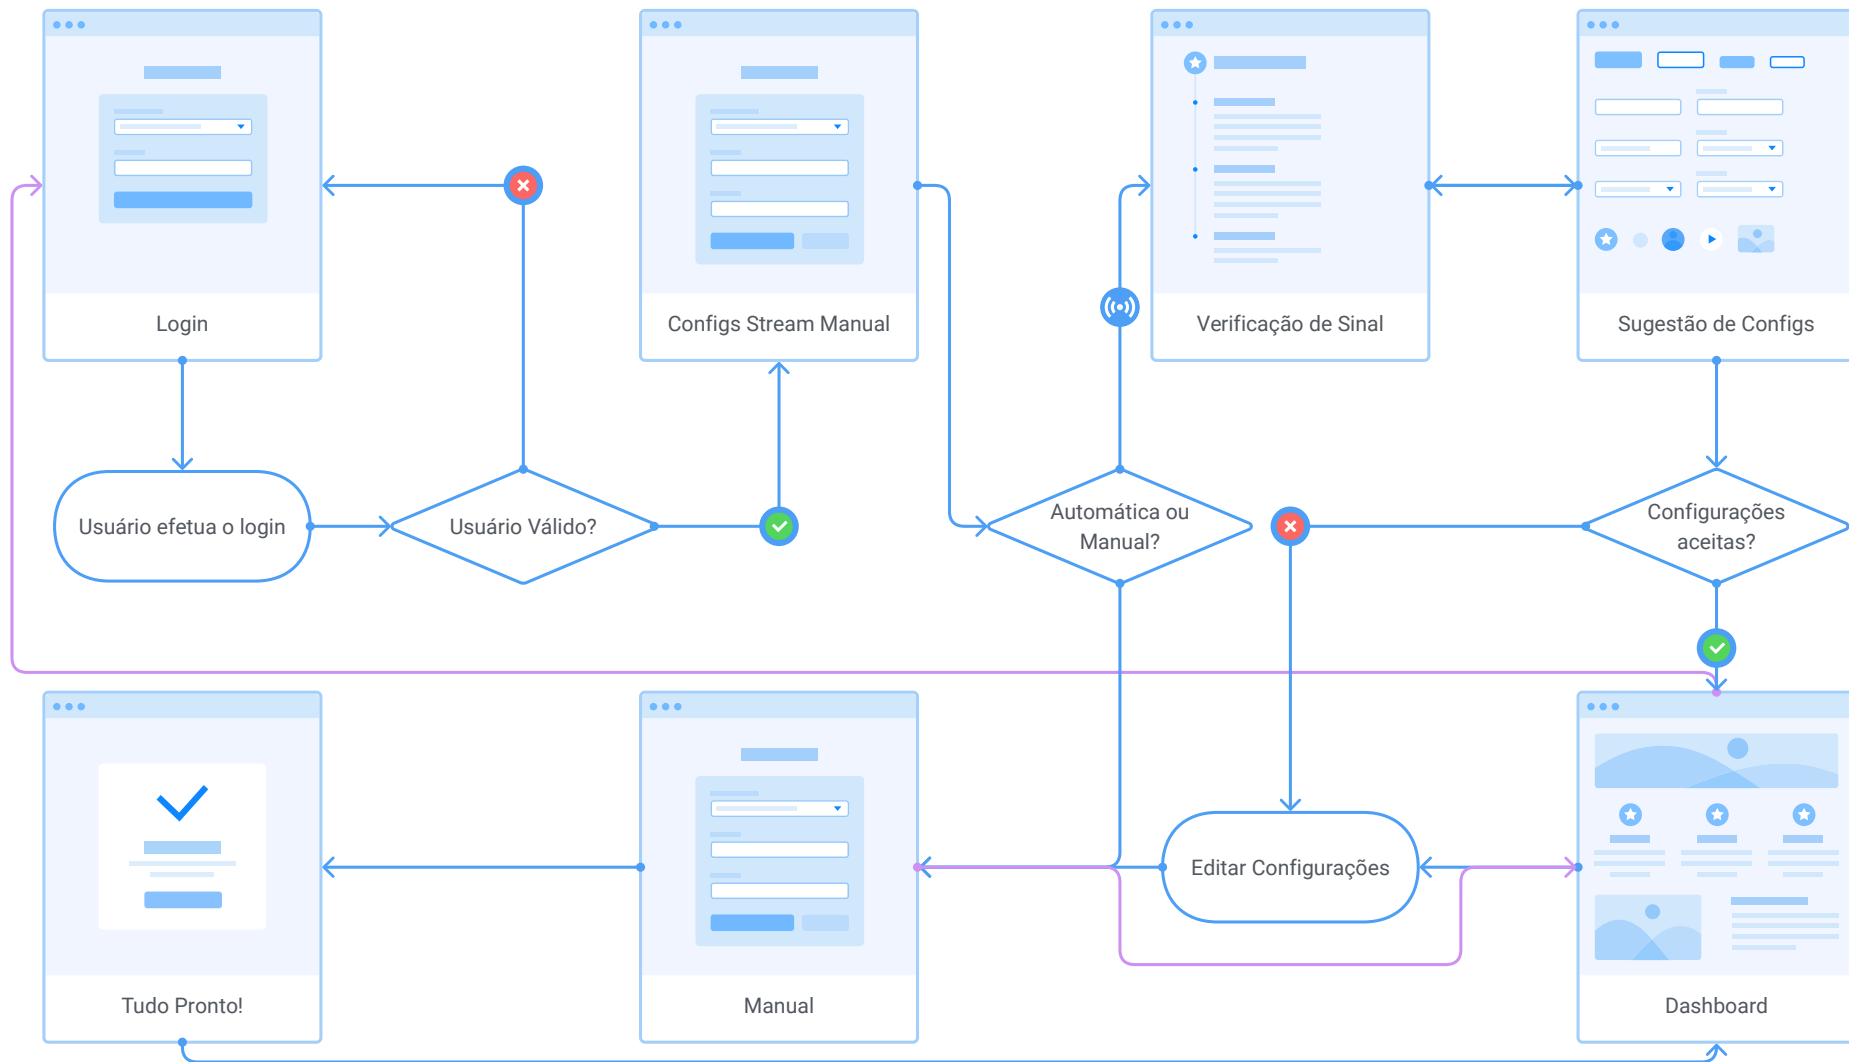 Login
Configs Stream Manual
Verificação de Sinal
Sugestão de Configs
Usuário efetua o login
Usuário Válido?
Automática ou
Manual?
Configurações
aceitas?
Editar Configurações
Tudo Pronto!
Manual
Dashboard